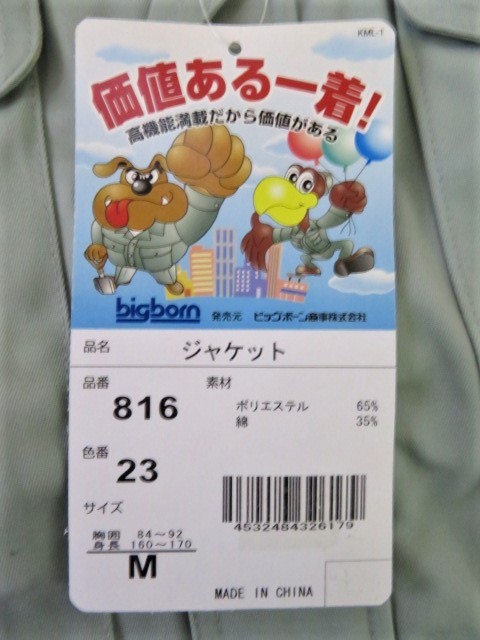 KML-1
価値ある一着!
高機能満載だから価値がある
bigborn 発売元 ビッグボーン商事株式会社
品名 ジャケット
品番 素材
816
ポリエステル 65%
綿 35%
色番
23
サイズ
胸囲 84～92
身長 160～170
M
4532484326179
MADE IN CHINA